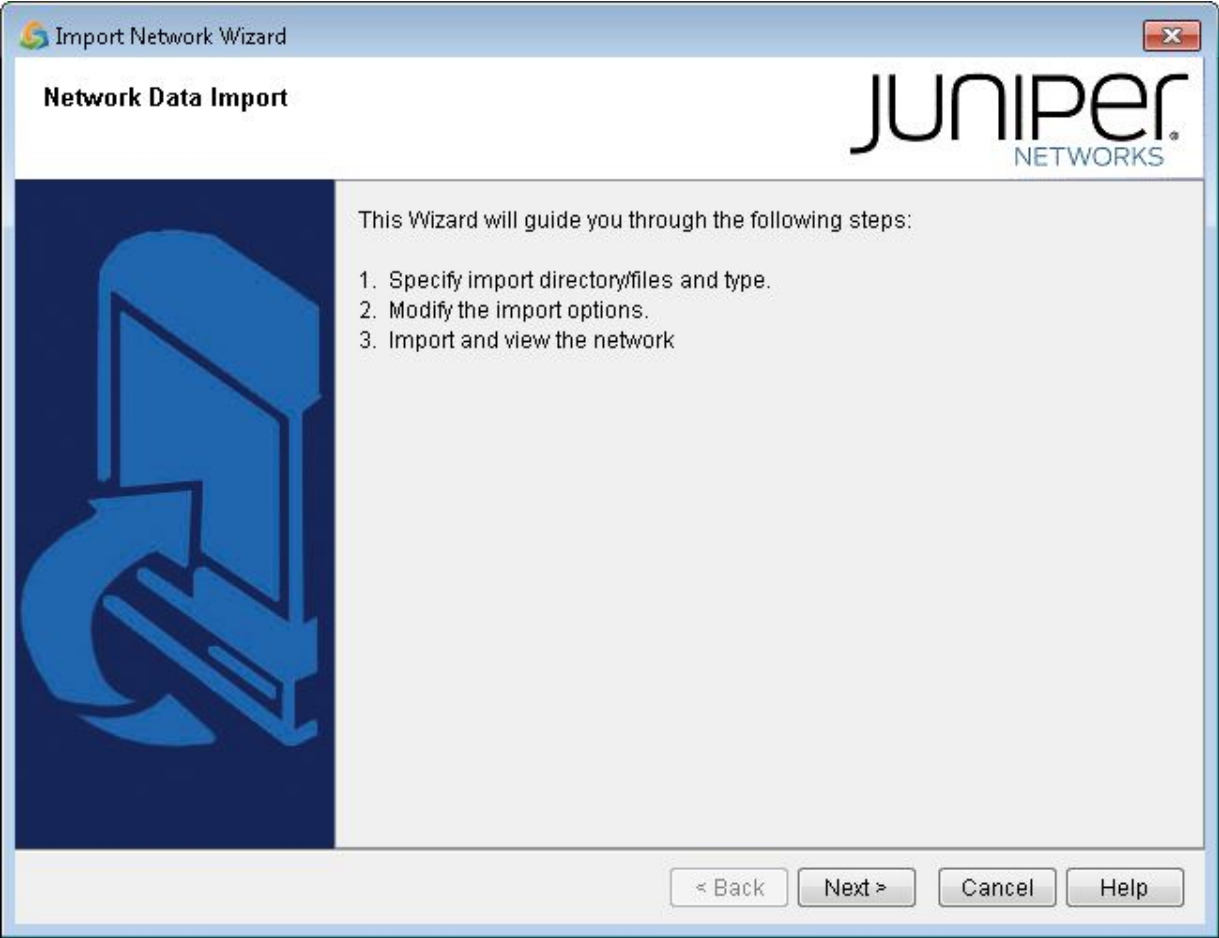 Import Network Wizard
Network Data Import
JUNIPER
NETWORKS
This Wizard will guide you through the following steps:
1. Specify import directory/files and type.
2. Modify the import options.
3. Import and view the network
< Back
Next >
Cancel
Help